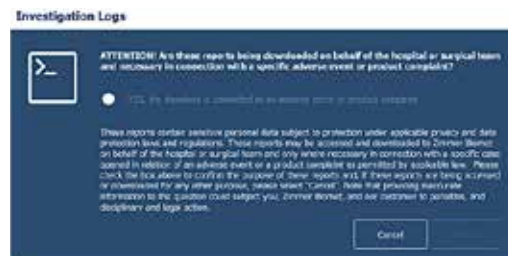 Investigation Logs
>_
ATTENTION! Are these reports being downloaded on behalf of the hospital or surgical team
and necessary in connection with a specific adverse event or product complaint?
YES, the
These reports contain sensitive personal data subject to protection under applicable privacy and data
protection laws and regulations. These reports may be accessed and downloaded by Zimmer Biomet
on behalf of the hospital or surgical team and only where necessary in connection with a specific case
opened in relation of an adverse event or a product complaint as permitted by applicable law. Please
check the box above to confirm the purpose of these reports and, if these reports are being accessed
or downloaded for any other purpose, please select "Cancel". Note that providing inaccurate
information to the question could subject you, Zimmer Biomet, and our customer to penalties, and
disciplinary and legal action.
Cancel